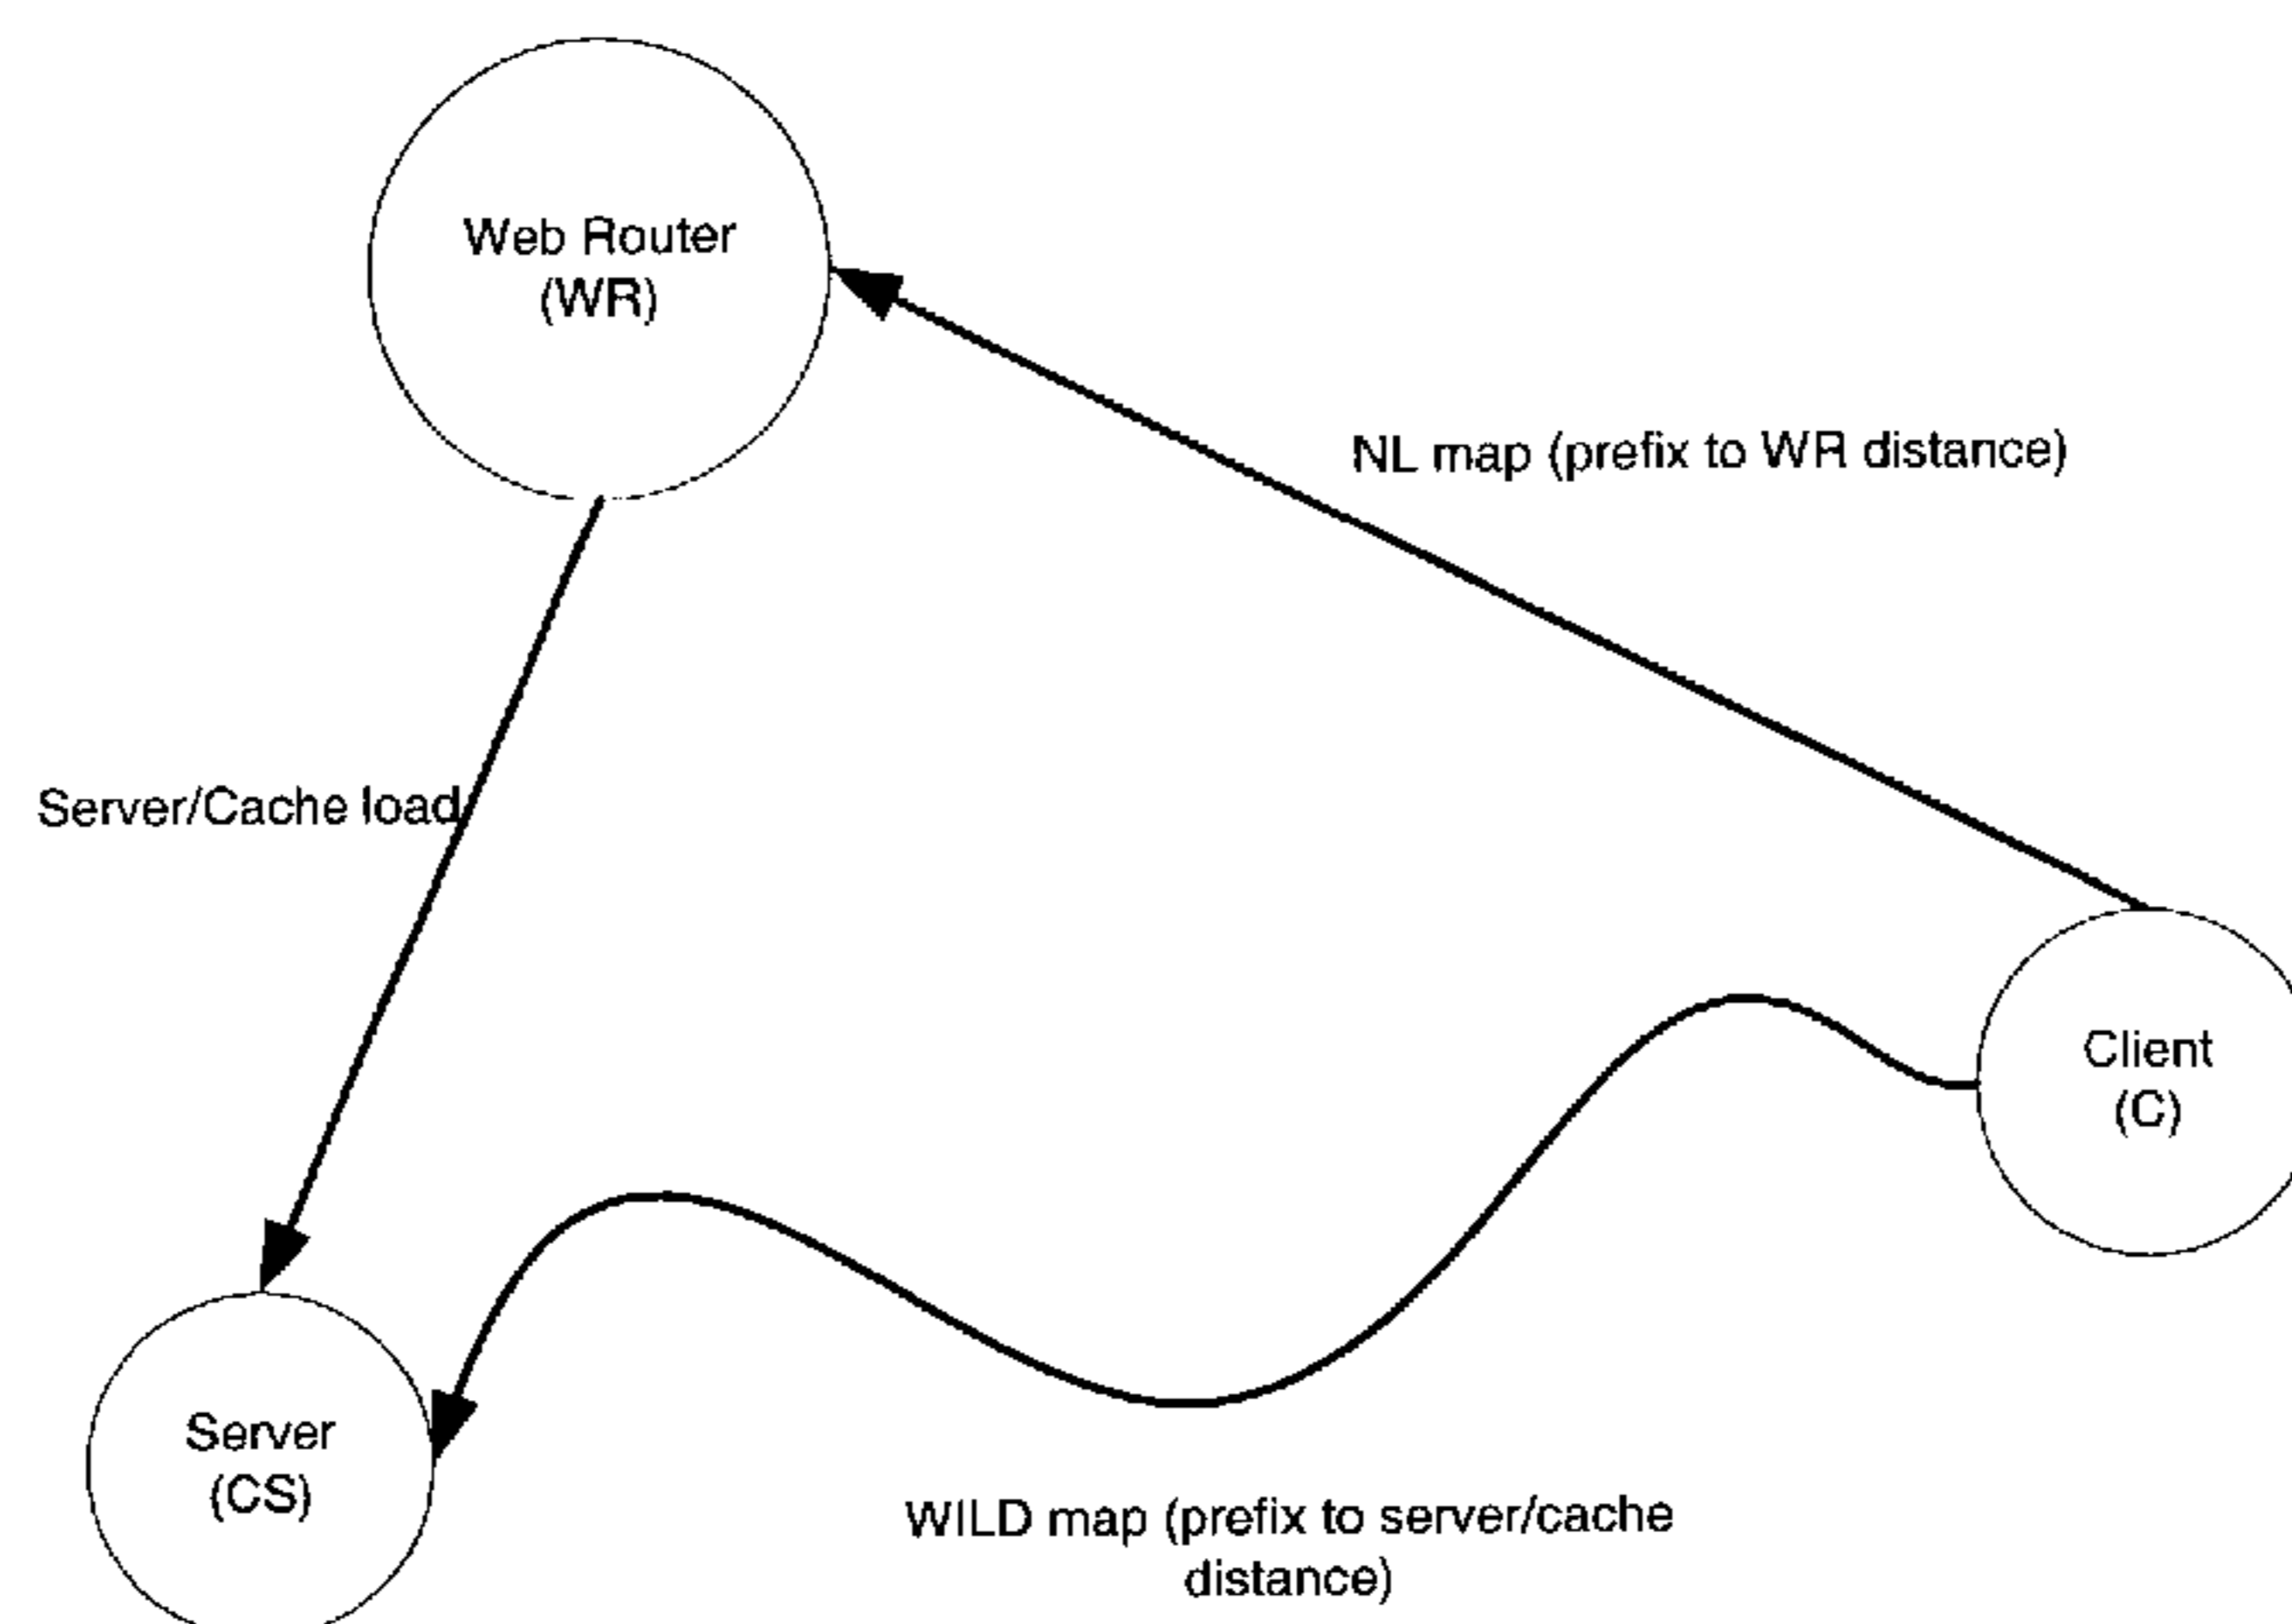 Web Router
(WR)
NL map (prefix to WR distance)
Server/Cache load
Client
(C)
Server
(CS)
WILD map (prefix to server/cache
distance)